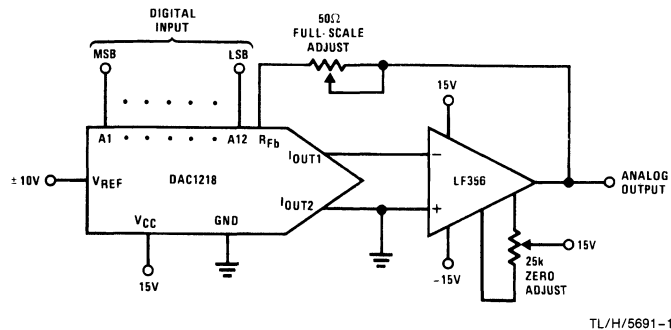 DIGITAL
INPUT
MSB
LSB
50Ω
FULL-SCALE
ADJUST
A1
A12
RFb
15V
IOUT1
−
±10V
VREF
DAC1218
LF356
ANALOG
OUTPUT
IOUT2
+
VCC
GND
15V
−15V
15V
25k
ZERO
ADJUST
TL/H/5691–1